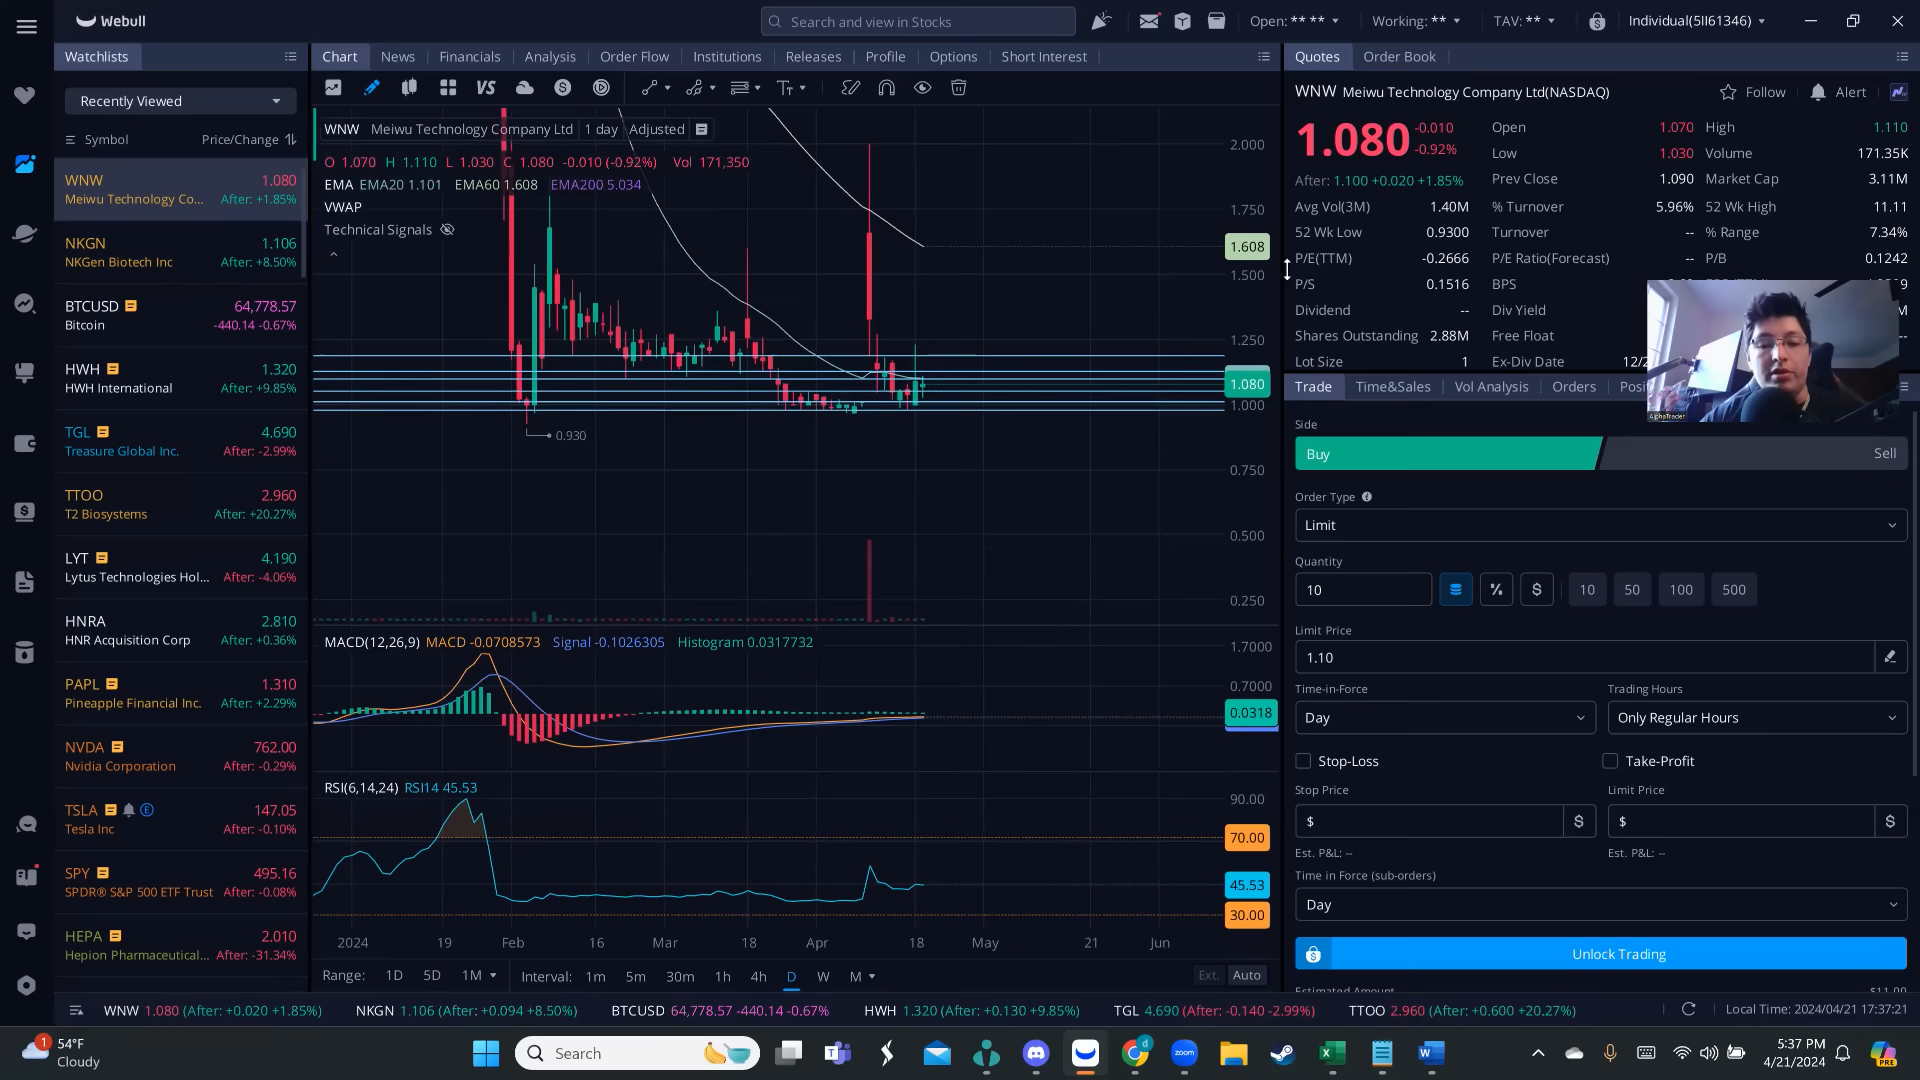 Webull
Search and view in Stocks
Open: ** **
Working: **
TAV: **
Individual(5II61346)
Watchlists
Recently Viewed
Symbol
Price/Change
WNW
1.080
Meiwu Technology Co...
After: +1.85%
NKGN
1.106
NKGen Biotech Inc
After: +8.50%
BTCUSD
64,778.57
Bitcoin
-440.14 -0.67%
HWH
1.320
HWH International
After: +9.85%
TGL
4.690
Treasure Global Inc.
After: -2.99%
TTOO
2.960
T2 Biosystems
After: +20.27%
LYT
4.190
Lytus Technologies Hol...
After: -4.06%
HNRA
2.810
HNR Acquisition Corp
After: +0.36%
PAPL
1.310
Pineapple Financial Inc.
After: +2.29%
NVDA
762.00
Nvidia Corporation
After: -0.29%
TSLA
147.05
Tesla Inc
After: -0.10%
SPY
495.16
SPDR® S&P 500 ETF Trust
After: -0.08%
HEPA
2.010
Hepion Pharmaceutical...
After: -31.34%
Chart
News
Financials
Analysis
Order Flow
Institutions
Releases
Profile
Options
Short Interest
WNW Meiwu Technology Company Ltd 1 day Adjusted
O 1.070 H 1.110 L 1.030 C 1.080 -0.010 (-0.92%) Vol 171,350
EMA EMA20 1.101 EMA60 1.608 EMA200 5.034
VWAP
Technical Signals
2.000
1.750
1.608
1.500
1.250
1.080
1.000
0.930
0.750
0.500
0.250
MACD(12,26,9) MACD -0.0708573 Signal -0.1026305 Histogram 0.0317732
1.7000
0.7000
0.0318
RSI(6,14,24) RSI14 45.53
90.00
70.00
45.53
30.00
2024
19
Feb
16
Mar
18
Apr
18
May
21
Jun
Range: 1D 5D 1M
Interval: 1m 5m 30m 1h 4h D W M
Ext. Auto
Quotes
Order Book
WNW Meiwu Technology Company Ltd(NASDAQ)
Follow
Alert
1.080
-0.010
-0.92%
After: 1.100 +0.020 +1.85%
Open 1.070 High 1.110
Low 1.030 Volume 171.35K
Prev Close 1.090 Market Cap 3.11M
Avg Vol(3M) 1.40M % Turnover 5.96% 52 Wk High 11.11
52 Wk Low 0.9300 Turnover -- % Range 7.34%
P/E(TTM) -0.2666 P/E Ratio(Forecast) -- P/B 0.1242
P/S 0.1516 BPS
Dividend -- Div Yield
Shares Outstanding 2.88M Free Float
Lot Size 1 Ex-Div Date
AlphaTrader
Trade
Time&Sales
Vol Analysis
Orders
Side
Buy
Sell
Order Type
Limit
Quantity
10
%
$
10
50
100
500
Limit Price
1.10
Time-in-Force
Trading Hours
Day
Only Regular Hours
Stop-Loss
Take-Profit
Stop Price
Limit Price
$
$
$
$
Est. P&L: --
Est. P&L: --
Time in Force (sub-orders)
Day
Unlock Trading
WNW 1.080 (After: +0.020 +1.85%)
NKGN 1.106 (After: +0.094 +8.50%)
BTCUSD 64,778.57 -440.14 -0.67%
HWH 1.320 (After: +0.130 +9.85%)
TGL 4.690 (After: -0.140 -2.99%)
TTOO 2.960 (After: +0.600 +20.27%)
Local Time: 2024/04/21 17:37:21
1
54°F
Cloudy
Search
zoom
5:37 PM
4/21/2024
PRE